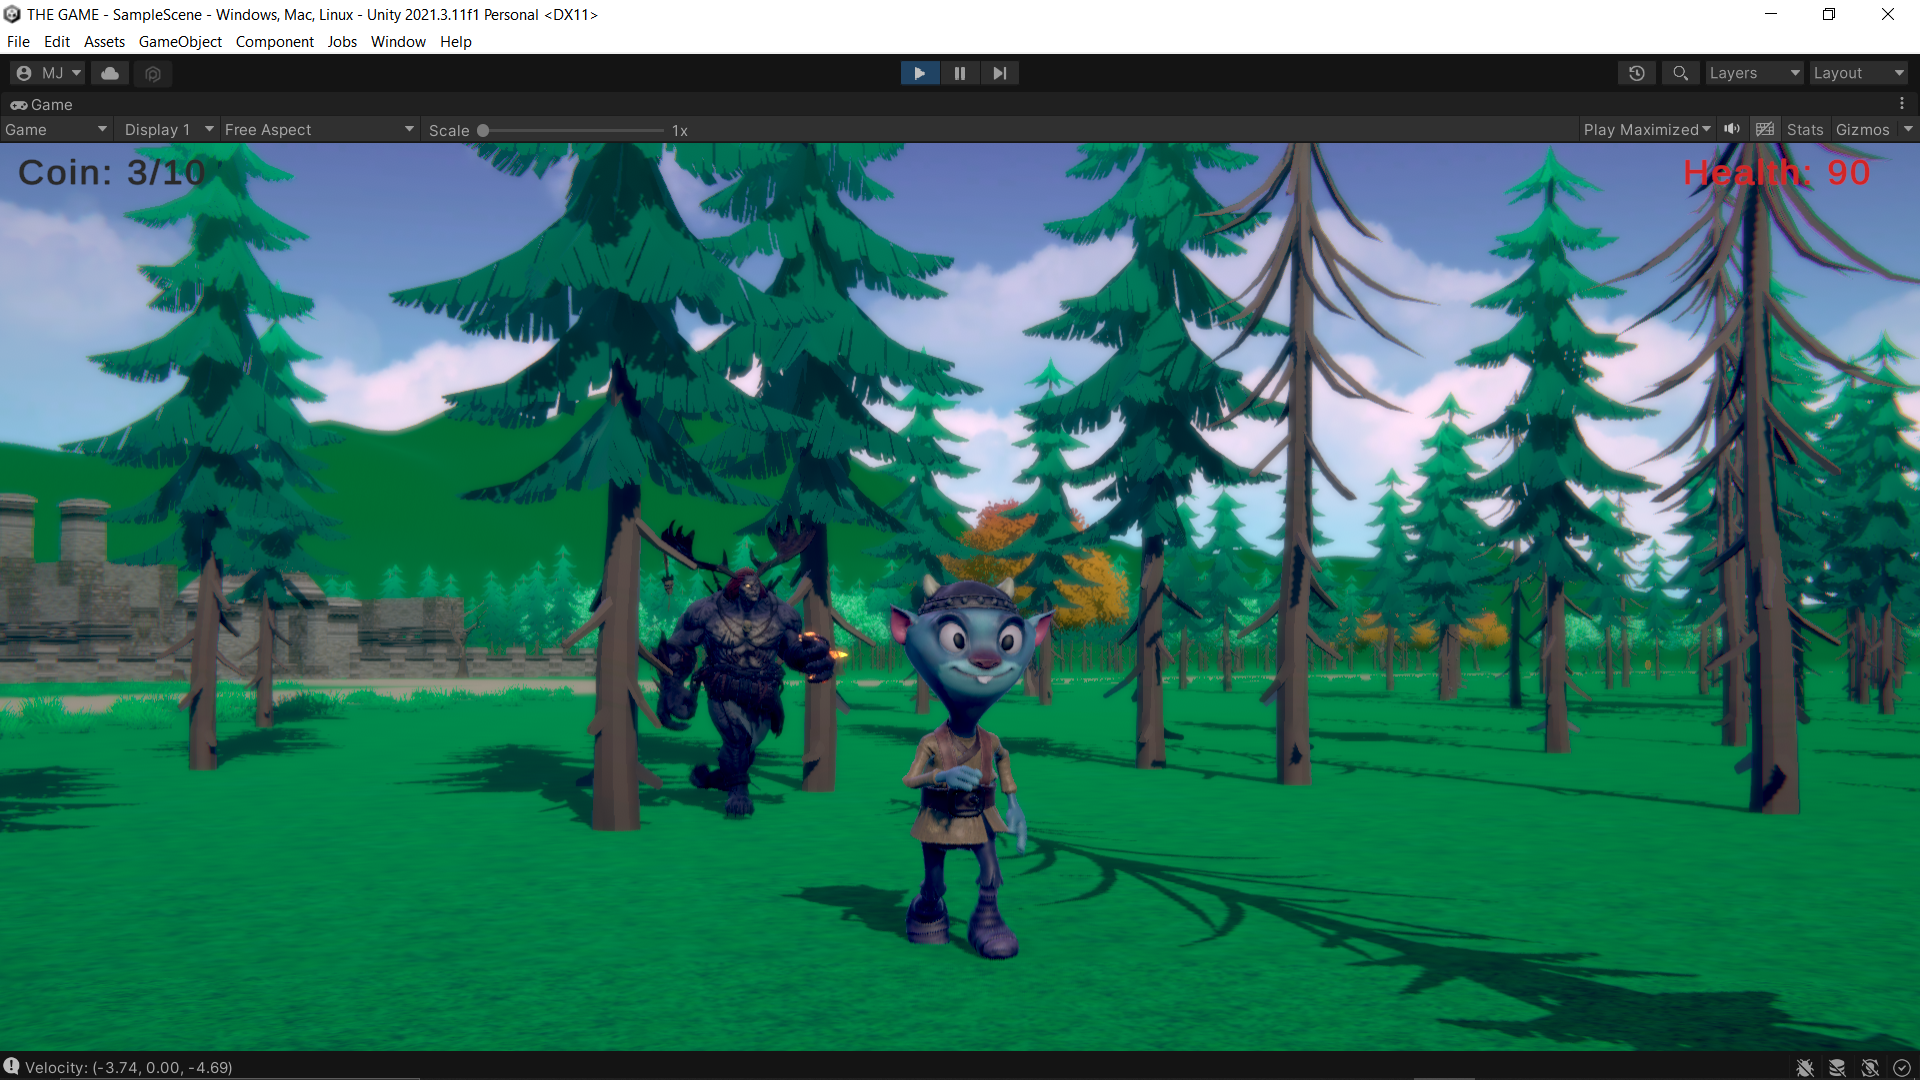 THE GAME - SampleScene - Windows, Mac, Linux - Unity 2021.3.11f1 Personal <DX11>
File Edit Assets GameObject Component Jobs Window Help
MJ Layers Layout
Game
Game Display 1 Free Aspect Scale 1x Play Maximized Stats Gizmos
Coin: 3/10 Health: 90
Velocity: (-3.74, 0.00, -4.69)